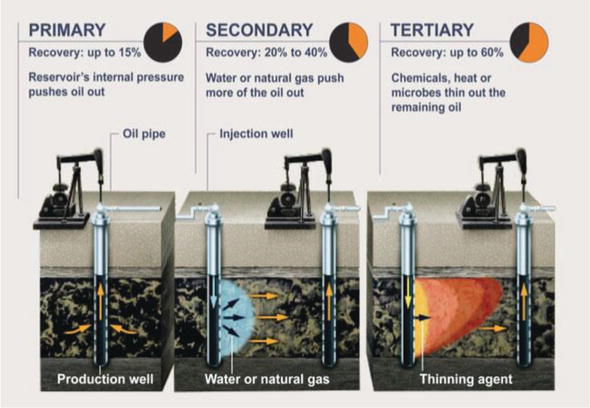 PRIMARY
Recovery: up to 15%
Reservoir's internal pressure
pushes oil out
SECONDARY
Recovery: 20% to 40%
Water or natural gas push
more of the oil out
TERTIARY
Recovery: up to 60%
Chemicals, heat or
microbes thin out the
remaining oil
Oil pipe
Injection well
Production well
Water or natural gas
Thinning agent